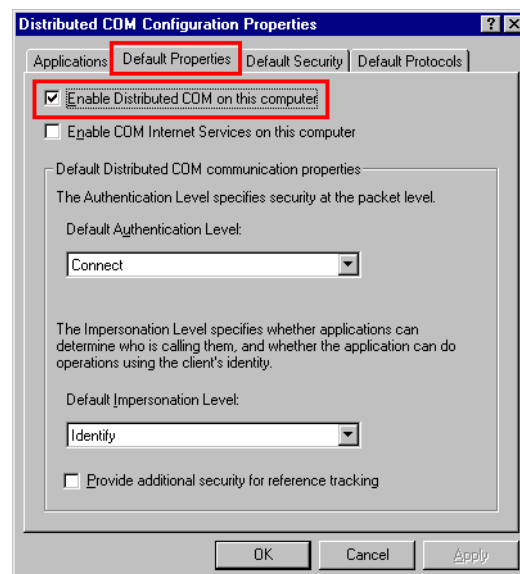 Distributed COM Configuration Properties
Applications Default Properties Default Security Default Protocols
Enable Distributed COM on this computer
Enable COM Internet Services on this computer
Default Distributed COM communication properties
The Authentication Level specifies security at the packet level.
Default Authentication Level:
Connect
The Impersonation Level specifies whether applications can
determine who is calling them, and whether the application can do
operations using the client's identity.
Default Impersonation Level:
Identify
Provide additional security for reference tracking
OK Cancel Apply